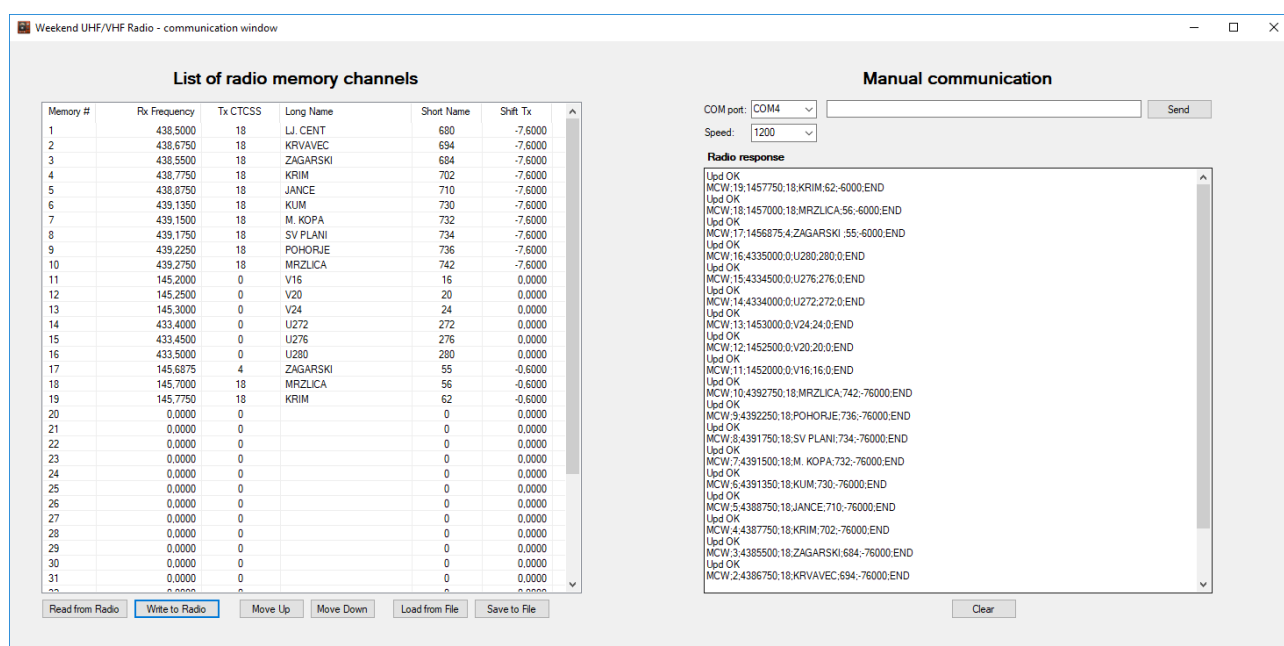 Weekend UHF/VHF Radio - communication window
List of radio memory channels
Memory # Rx Frequency Tx CTCSS Long Name Short Name Shift Tx
1 438,5000 18 LJ. CENT 680 -7,6000
2 438,6750 18 KRVAVEC 694 -7,6000
3 438,5500 18 ZAGARSKI 684 -7,6000
4 438,7750 18 KRIM 702 -7,6000
5 438,8750 18 JANCE 710 -7,6000
6 439,1350 18 KUM 730 -7,6000
7 439,1500 18 M. KOPA 732 -7,6000
8 439,1750 18 SV PLANI 734 -7,6000
9 439,2250 18 POHORJE 736 -7,6000
10 439,2750 18 MRZLICA 742 -7,6000
11 145,2000 0 V16 16 0,0000
12 145,2500 0 V20 20 0,0000
13 145,3000 0 V24 24 0,0000
14 433,4000 0 U272 272 0,0000
15 433,4500 0 U276 276 0,0000
16 433,5000 0 U280 280 0,0000
17 145,6875 4 ZAGARSKI 55 -0,6000
18 145,7000 18 MRZLICA 56 -0,6000
19 145,7750 18 KRIM 62 -0,6000
20 0,0000 0 0 0,0000
21 0,0000 0 0 0,0000
22 0,0000 0 0 0,0000
23 0,0000 0 0 0,0000
24 0,0000 0 0 0,0000
25 0,0000 0 0 0,0000
26 0,0000 0 0 0,0000
27 0,0000 0 0 0,0000
28 0,0000 0 0 0,0000
29 0,0000 0 0 0,0000
30 0,0000 0 0 0,0000
31 0,0000 0 0 0,0000
Read from Radio Write to Radio Move Up Move Down Load from File Save to File
Manual communication
COM port: COM4 Send
Speed: 1200
Radio response
Upd OK
MCW;19;1457750;18;KRIM;62;-6000;END
Upd OK
MCW;18;1457000;18;MRZLICA;56;-6000;END
Upd OK
MCW;17;1456875;4;ZAGARSKI ;55;-6000;END
Upd OK
MCW;16;4335000;0;U280;280;0;END
Upd OK
MCW;15;4334500;0;U276;276;0;END
Upd OK
MCW;14;4334000;0;U272;272;0;END
Upd OK
MCW;13;1453000;0;V24;24;0;END
Upd OK
MCW;12;1452500;0;V20;20;0;END
Upd OK
MCW;11;1452000;0;V16;16;0;END
Upd OK
MCW;10;4392750;18;MRZLICA;742;-76000;END
Upd OK
MCW;9;4392250;18;POHORJE;736;-76000;END
Upd OK
MCW;8;4391750;18;SV PLANI;734;-76000;END
Upd OK
MCW;7;4391500;18;M. KOPA;732;-76000;END
Upd OK
MCW;6;4391350;18;KUM;730;-76000;END
Upd OK
MCW;5;4388750;18;JANCE;710;-76000;END
Upd OK
MCW;4;4387750;18;KRIM;702;-76000;END
Upd OK
MCW;3;4385500;18;ZAGARSKI;684;-76000;END
Upd OK
MCW;2;4386750;18;KRVAVEC;694;-76000;END
Clear